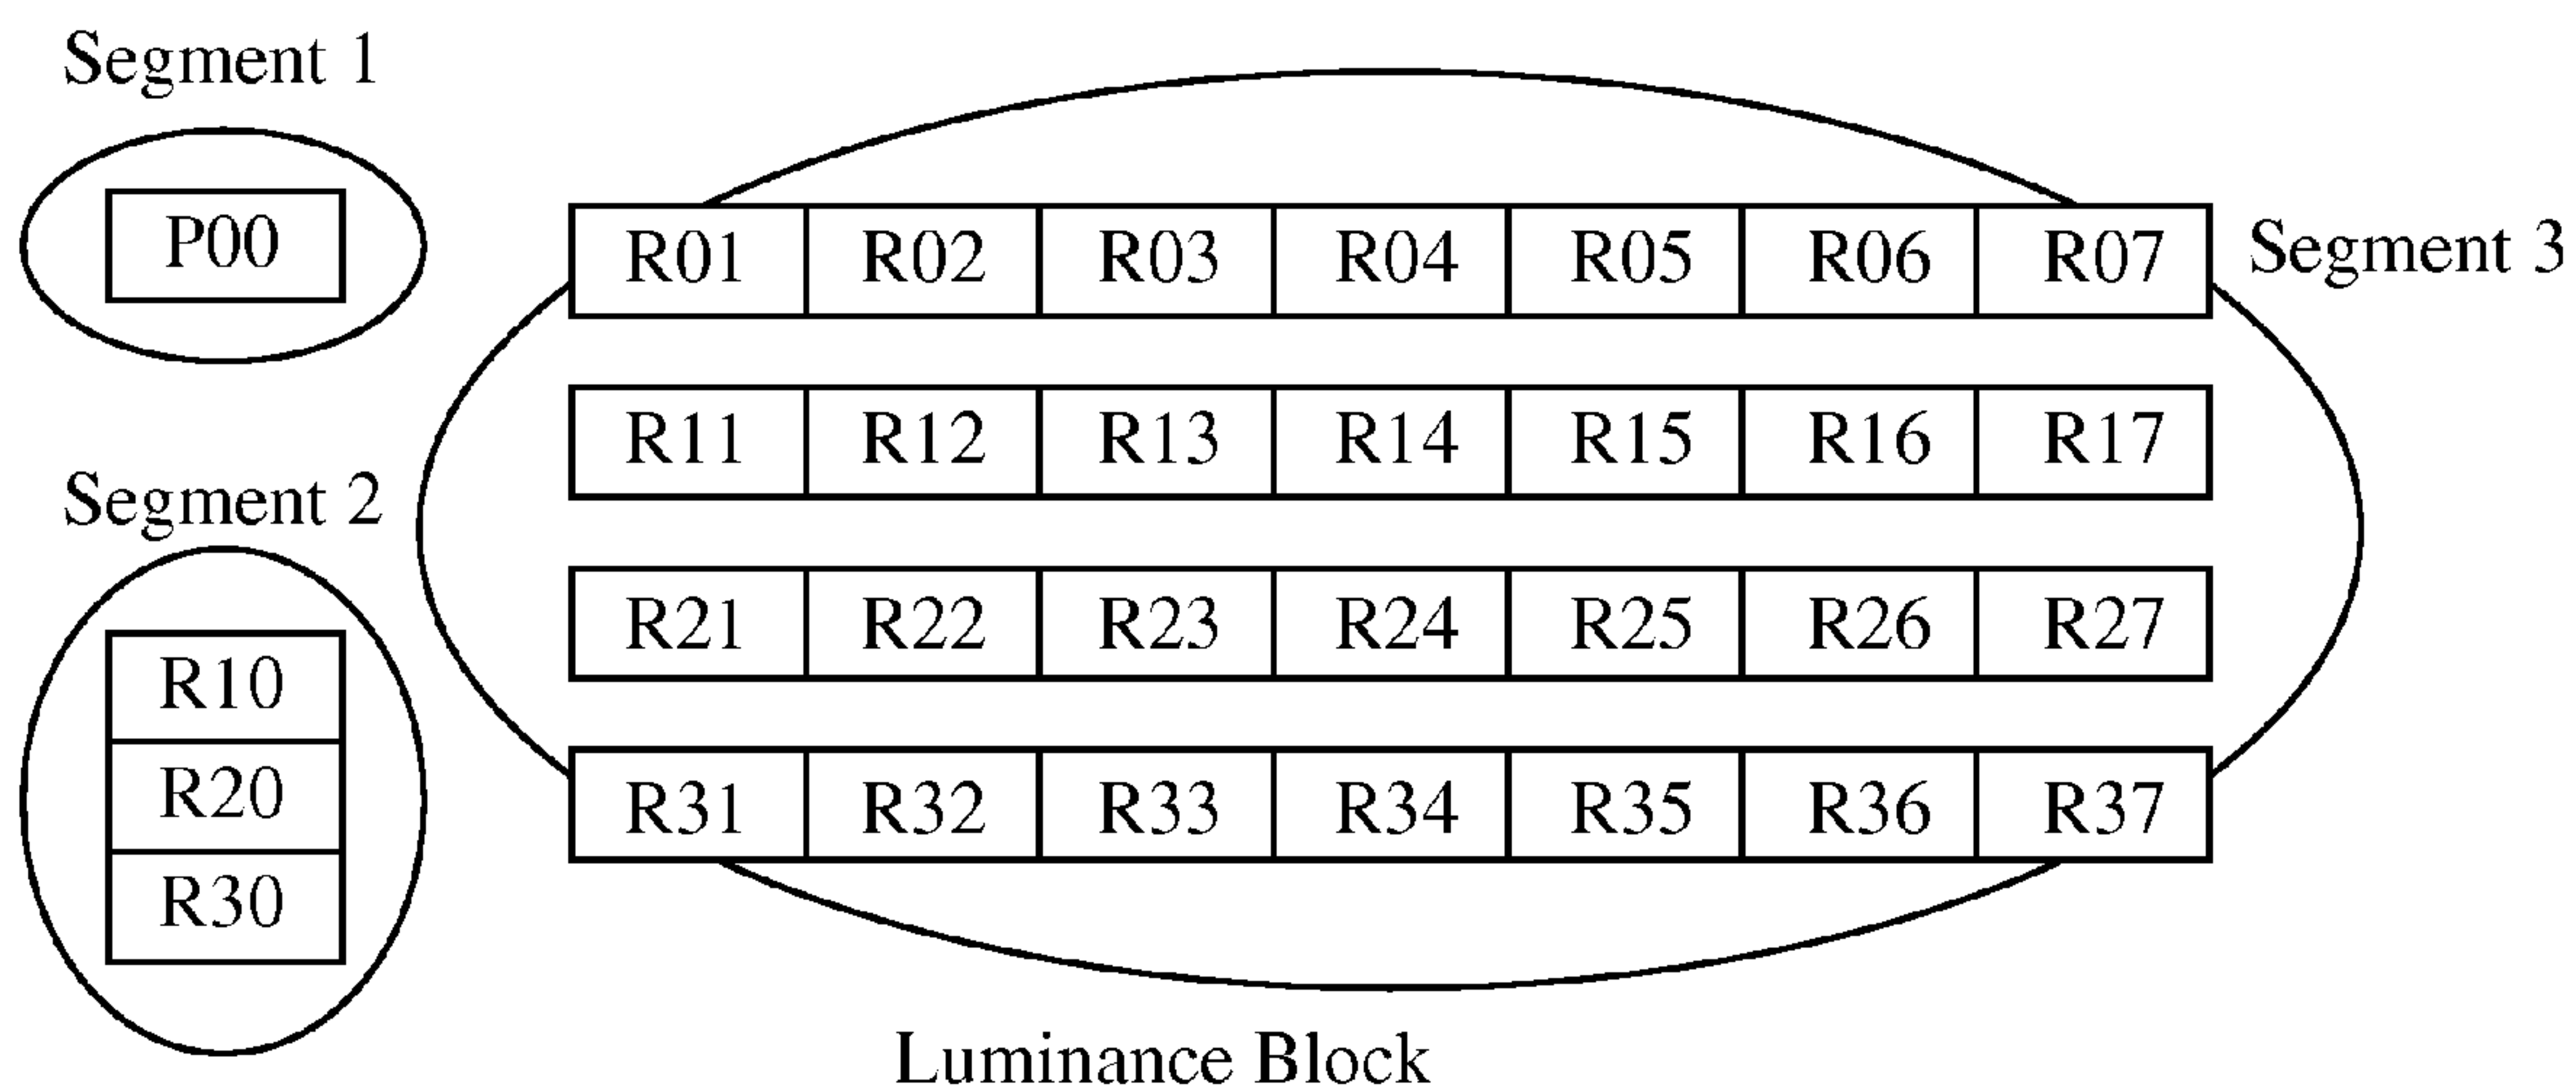 Segment 1
P00
Segment 2
R10
R20
R30
R01 R02 R03 R04 R05 R06 R07
Segment 3
R11 R12 R13 R14 R15 R16 R17
R21 R22 R23 R24 R25 R26 R27
R31 R32 R33 R34 R35 R36 R37
Luminance Block